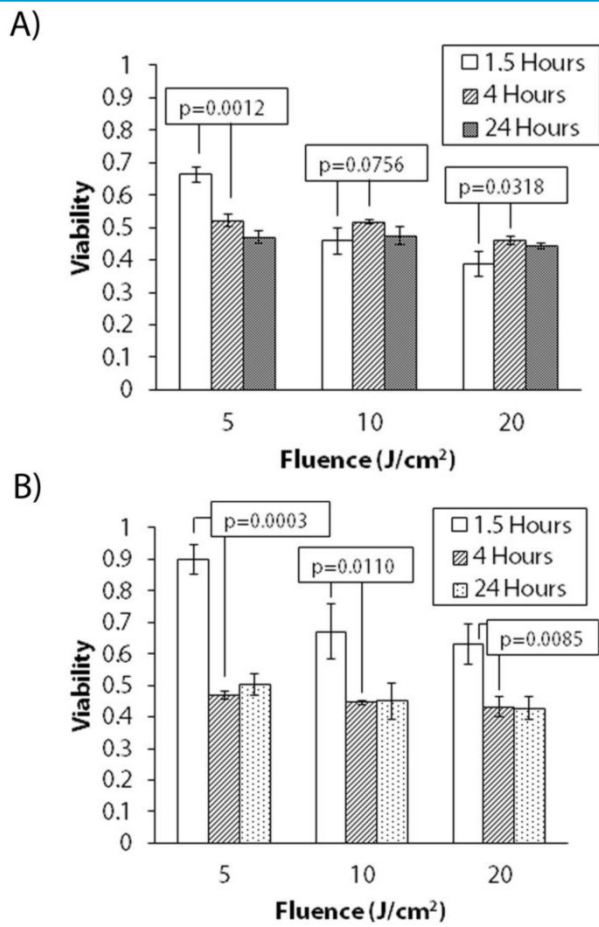 A)
1.5 Hours
4 Hours
24 Hours
p=0.0012
p=0.0756
p=0.0318
1
0.9
0.8
0.7
0.6
0.5
0.4
0.3
0.2
0.1
0
Viability
5 10 20
Fluence (J/cm²)
B)
1.5 Hours
4 Hours
24 Hours
p=0.0003
p=0.0110
p=0.0085
1
0.9
0.8
0.7
0.6
0.5
0.4
0.3
0.2
0.1
0
Viability
5 10 20
Fluence (J/cm²)